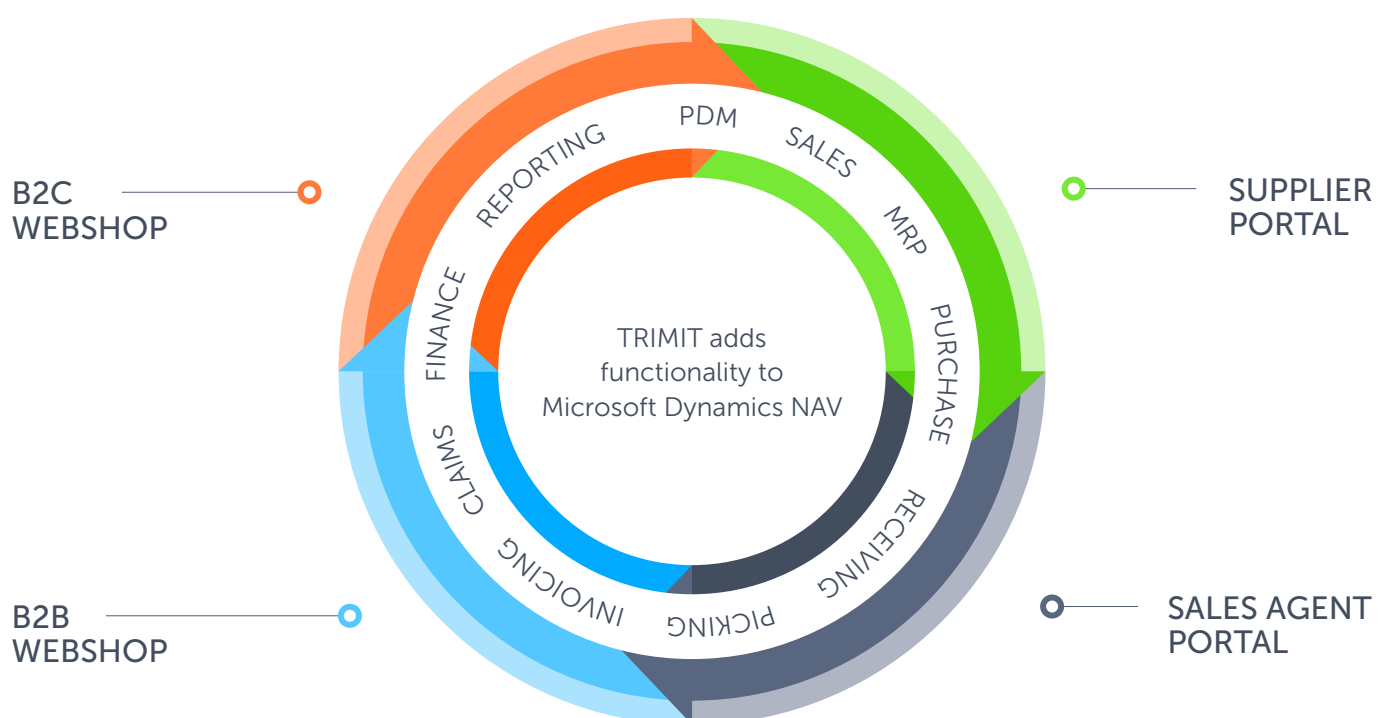 PDM
SALES
MRP
PURCHASE
RECEIVING
PICKING
INVOICING
CLAIMS
FINANCE
REPORTING
B2C
WEBSHOP
SUPPLIER
PORTAL
TRIMIT adds
functionality to
Microsoft Dynamics NAV
B2B
WEBSHOP
SALES AGENT
PORTAL